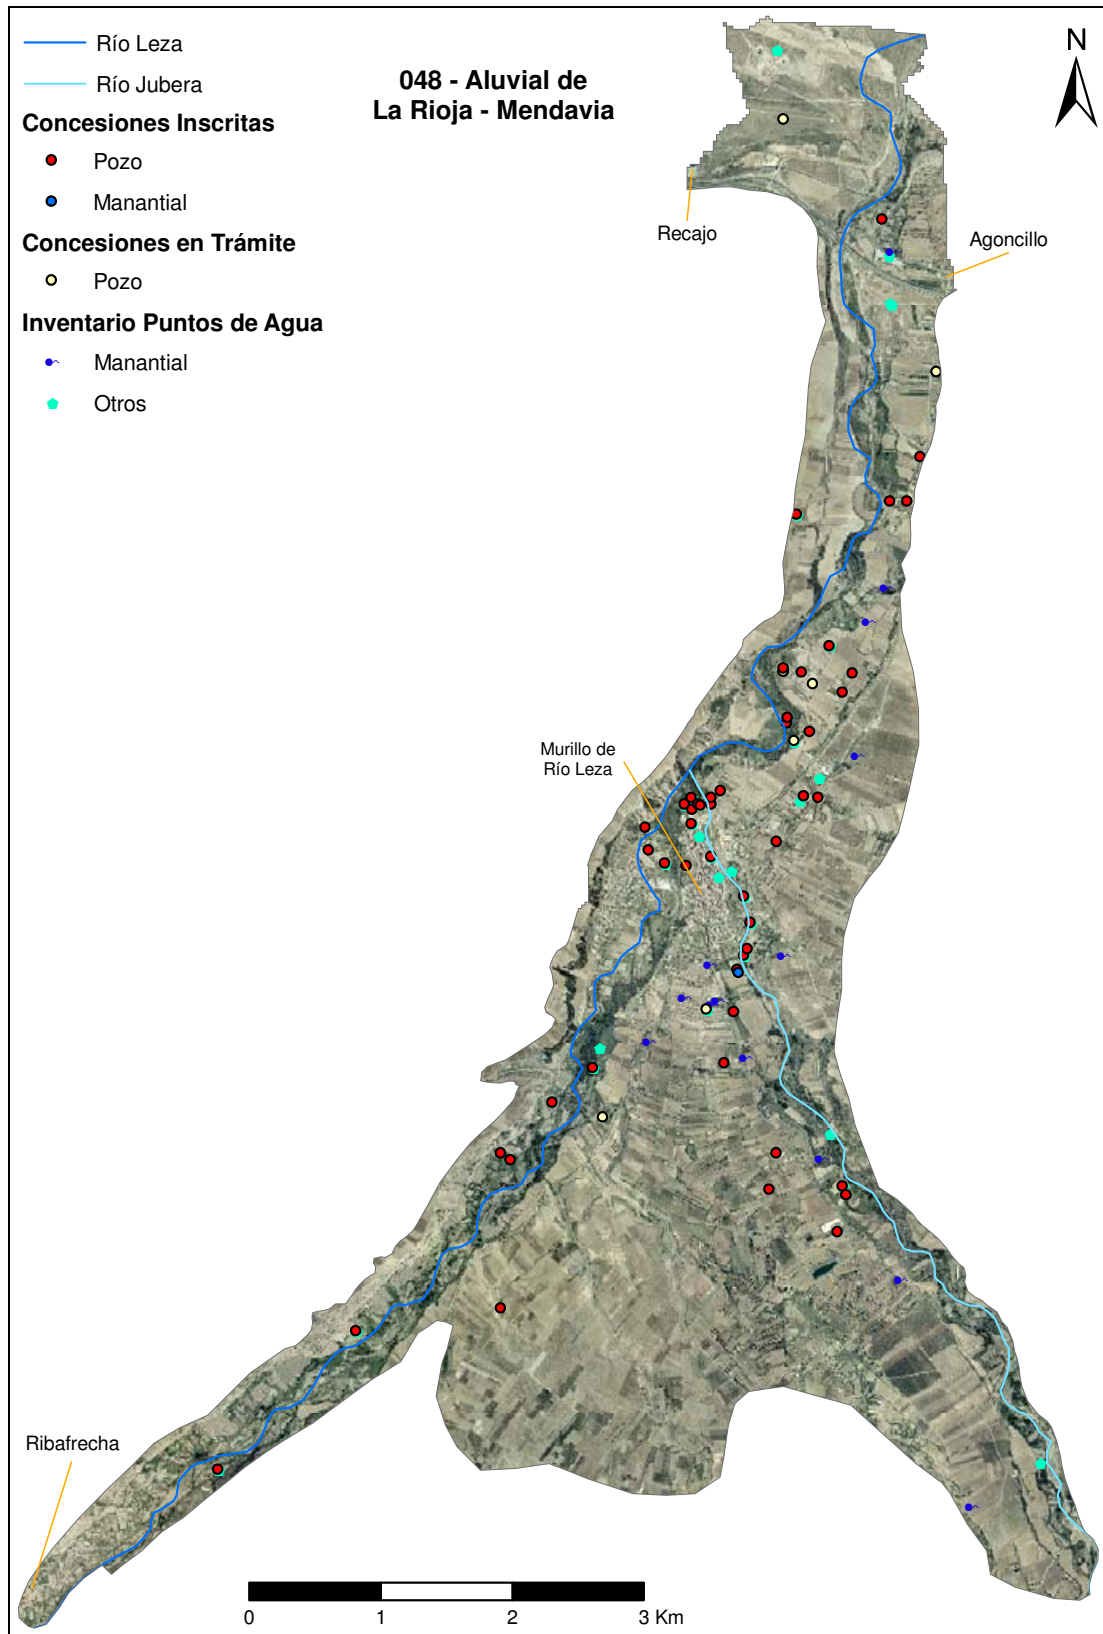 Río Leza
Río Jubera
Concesiones Inscritas
Pozo
Manantial
Concesiones en Trámite
Pozo
Inventario Puntos de Agua
Manantial
Otros
048 - Aluvial de
La Rioja - Mendavia
N
Recajo
Agoncillo
Murillo de
Río Leza
Ribafrecha
0 1 2 3 Km